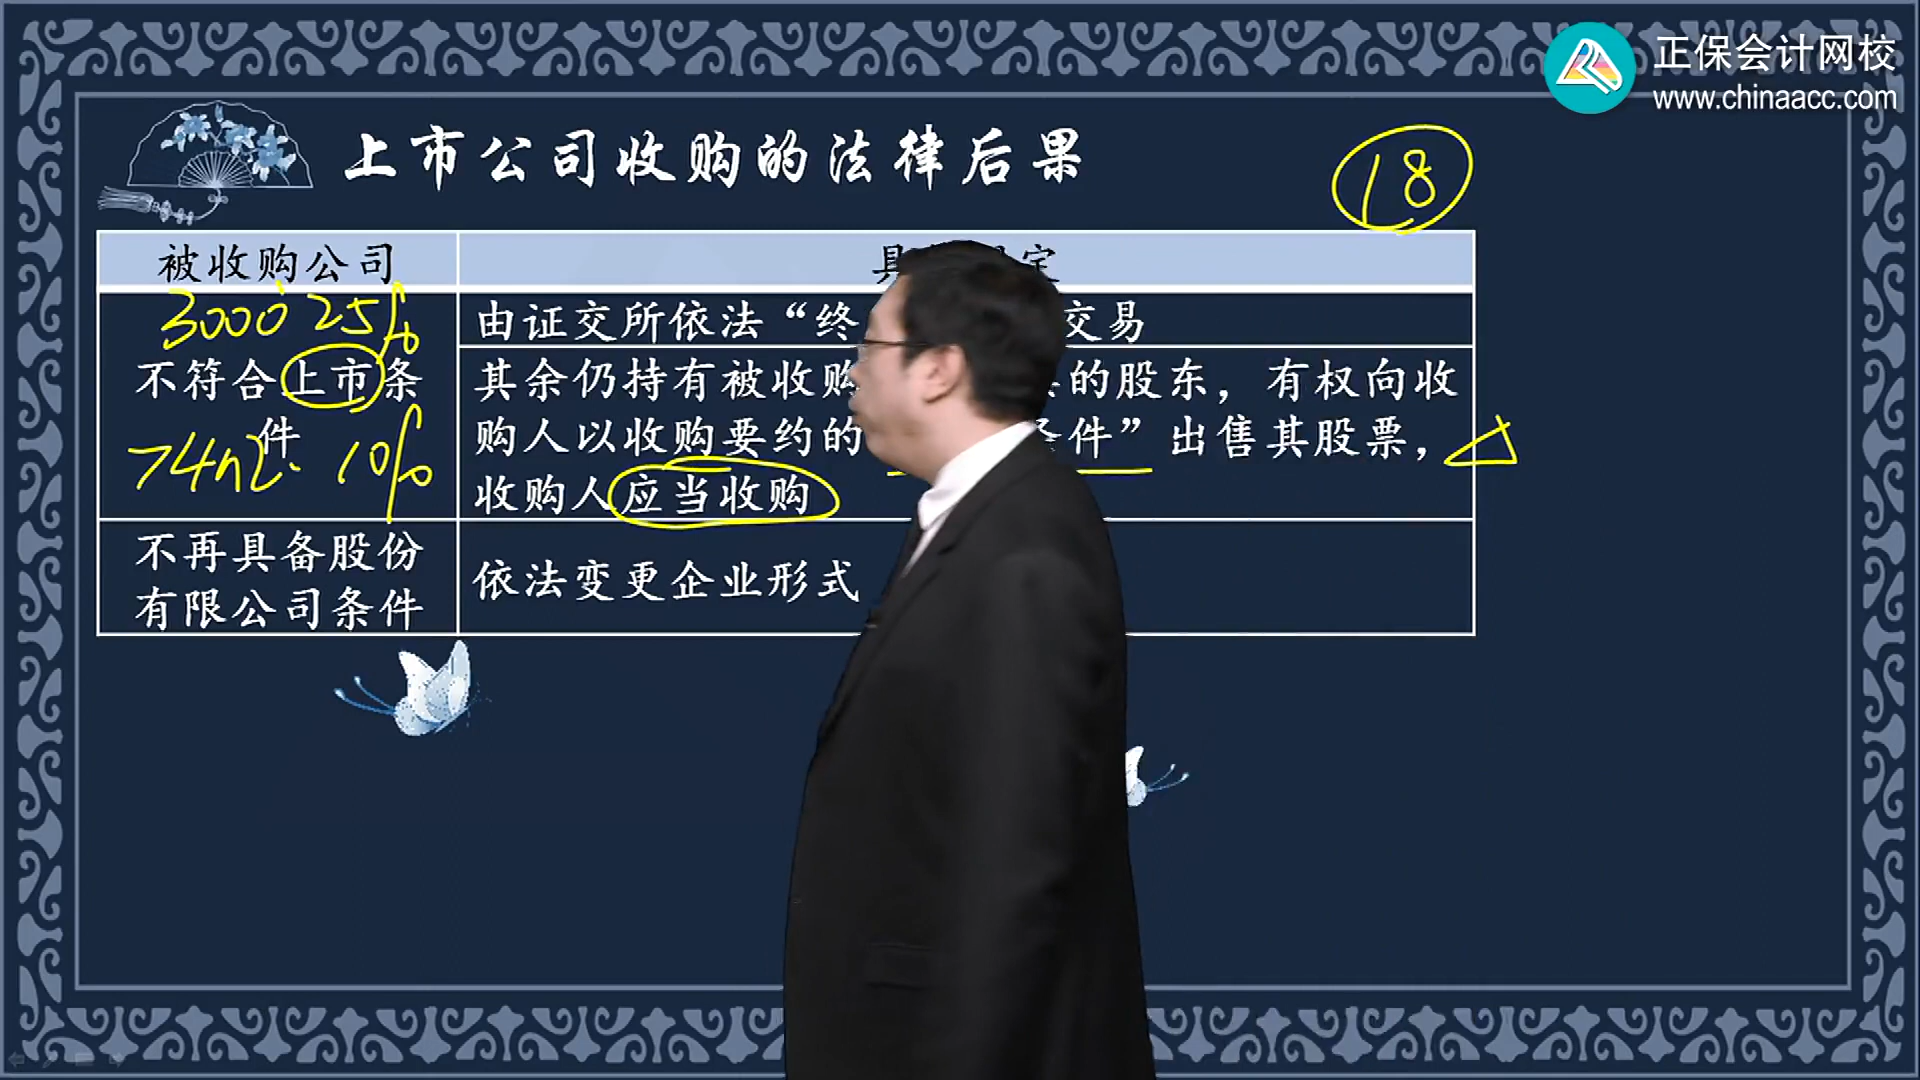 正保会计网校
www.chinaacc.com
上市公司收购的法律后果
18
被收购公司
3000 25%
由证交所依法“终 交易
不符合上市条件
其余仍持有被收购 的股东，有权向收
购人以收购要约的 条件”出售其股票，
收购人应当收购
10%
不再具备股份
有限公司条件
依法变更企业形式